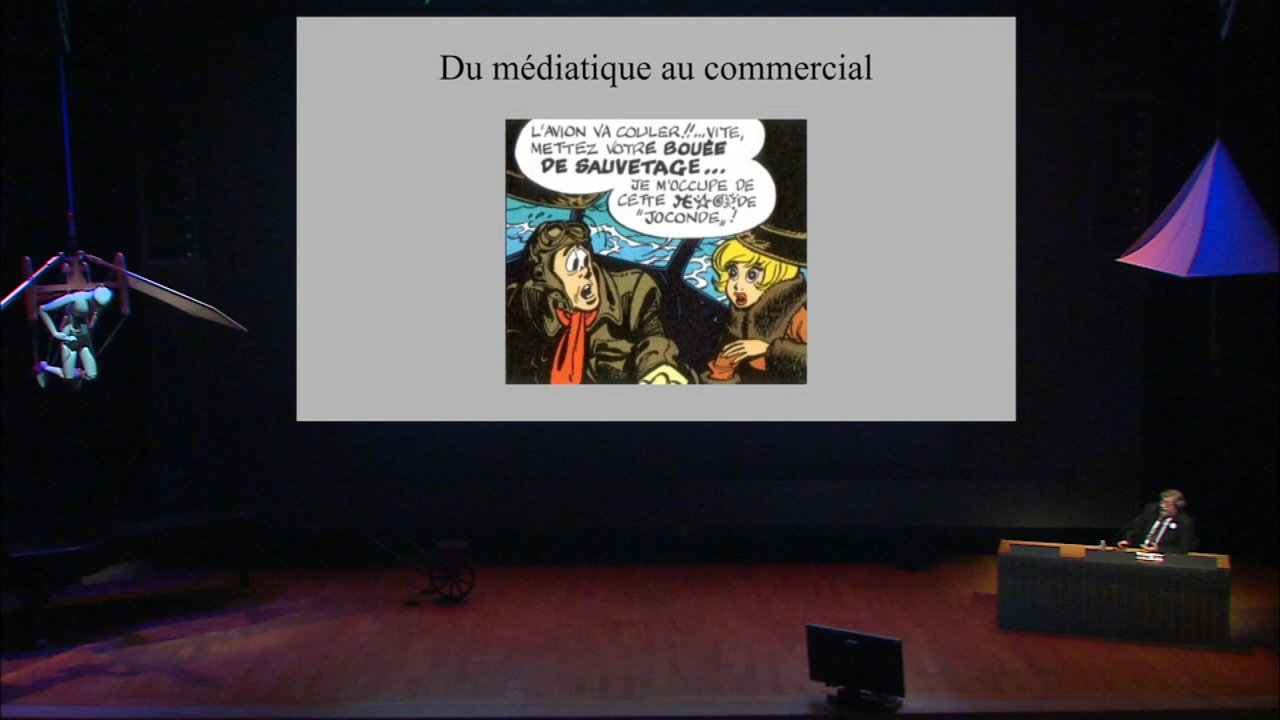 Du médiatique au commercial
L'AVION VA COULER!!...VITE,
METTEZ VOTRE BOUÉE
DE SAUVETAGE...
JE M'OCCUPE DE
CETTE DE
"JOCONDE„!